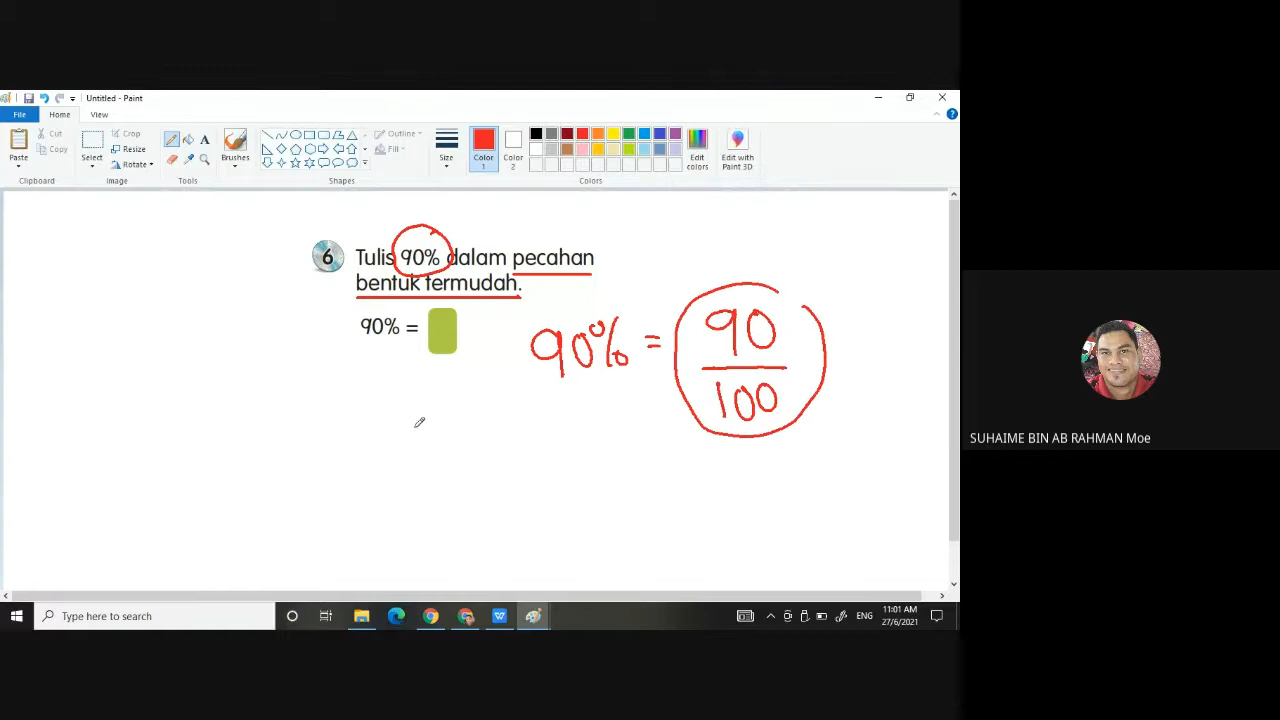 Untitled - Paint
File Home View
Paste
Cut
Copy
Clipboard
Select
Crop
Resize
Rotate
Image
A
Tools
Brushes
Shapes
Outline
Fill
Size
Color 1
Color 2
Colors
Edit colors
Edit with Paint 3D
6 Tulis 90% dalam pecahan
bentuk termudah.
90% =
90% = 90
100
SUHAIME BIN AB RAHMAN Moe
Type here to search
ENG
11:01 AM
27/6/2021